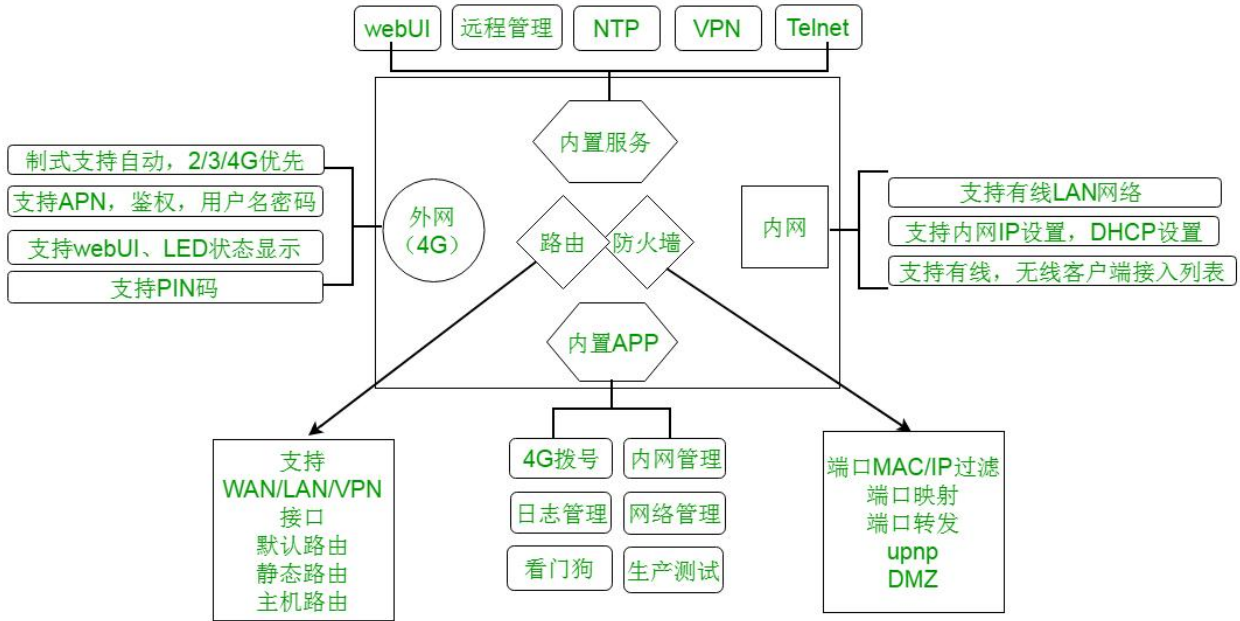 webUI
远程管理
NTP
VPN
Telnet
内置服务
制式支持自动，2/3/4G优先
支持APN，鉴权，用户名密码
支持webUI、LED状态显示
支持PIN码
外网
（4G）
路由
防火墙
内网
支持有线LAN网络
支持内网IP设置，DHCP设置
支持有线，无线客户端接入列表
内置APP
支持
WAN/LAN/VPN
接口
默认路由
静态路由
主机路由
4G拨号
内网管理
日志管理
网络管理
看门狗
生产测试
端口MAC/IP过滤
端口映射
端口转发
upnp
DMZ